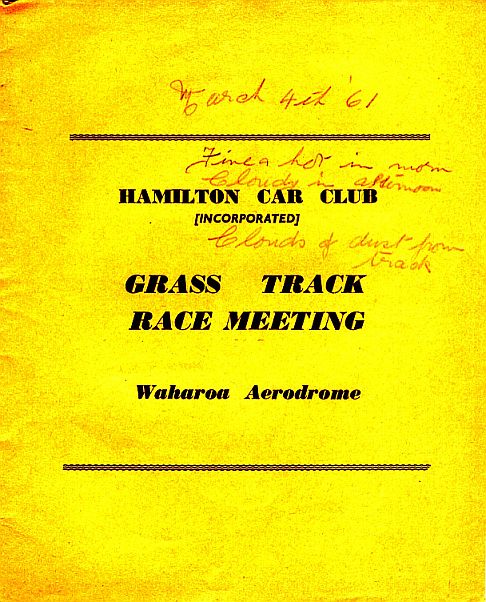 March 4th '61
Fine & hot in morn
Cloudy in afternoon
HAMILTON CAR CLUB
[INCORPORATED]
Clouds of dust from
track
GRASS TRACK
RACE MEETING
Waharoa Aerodrome